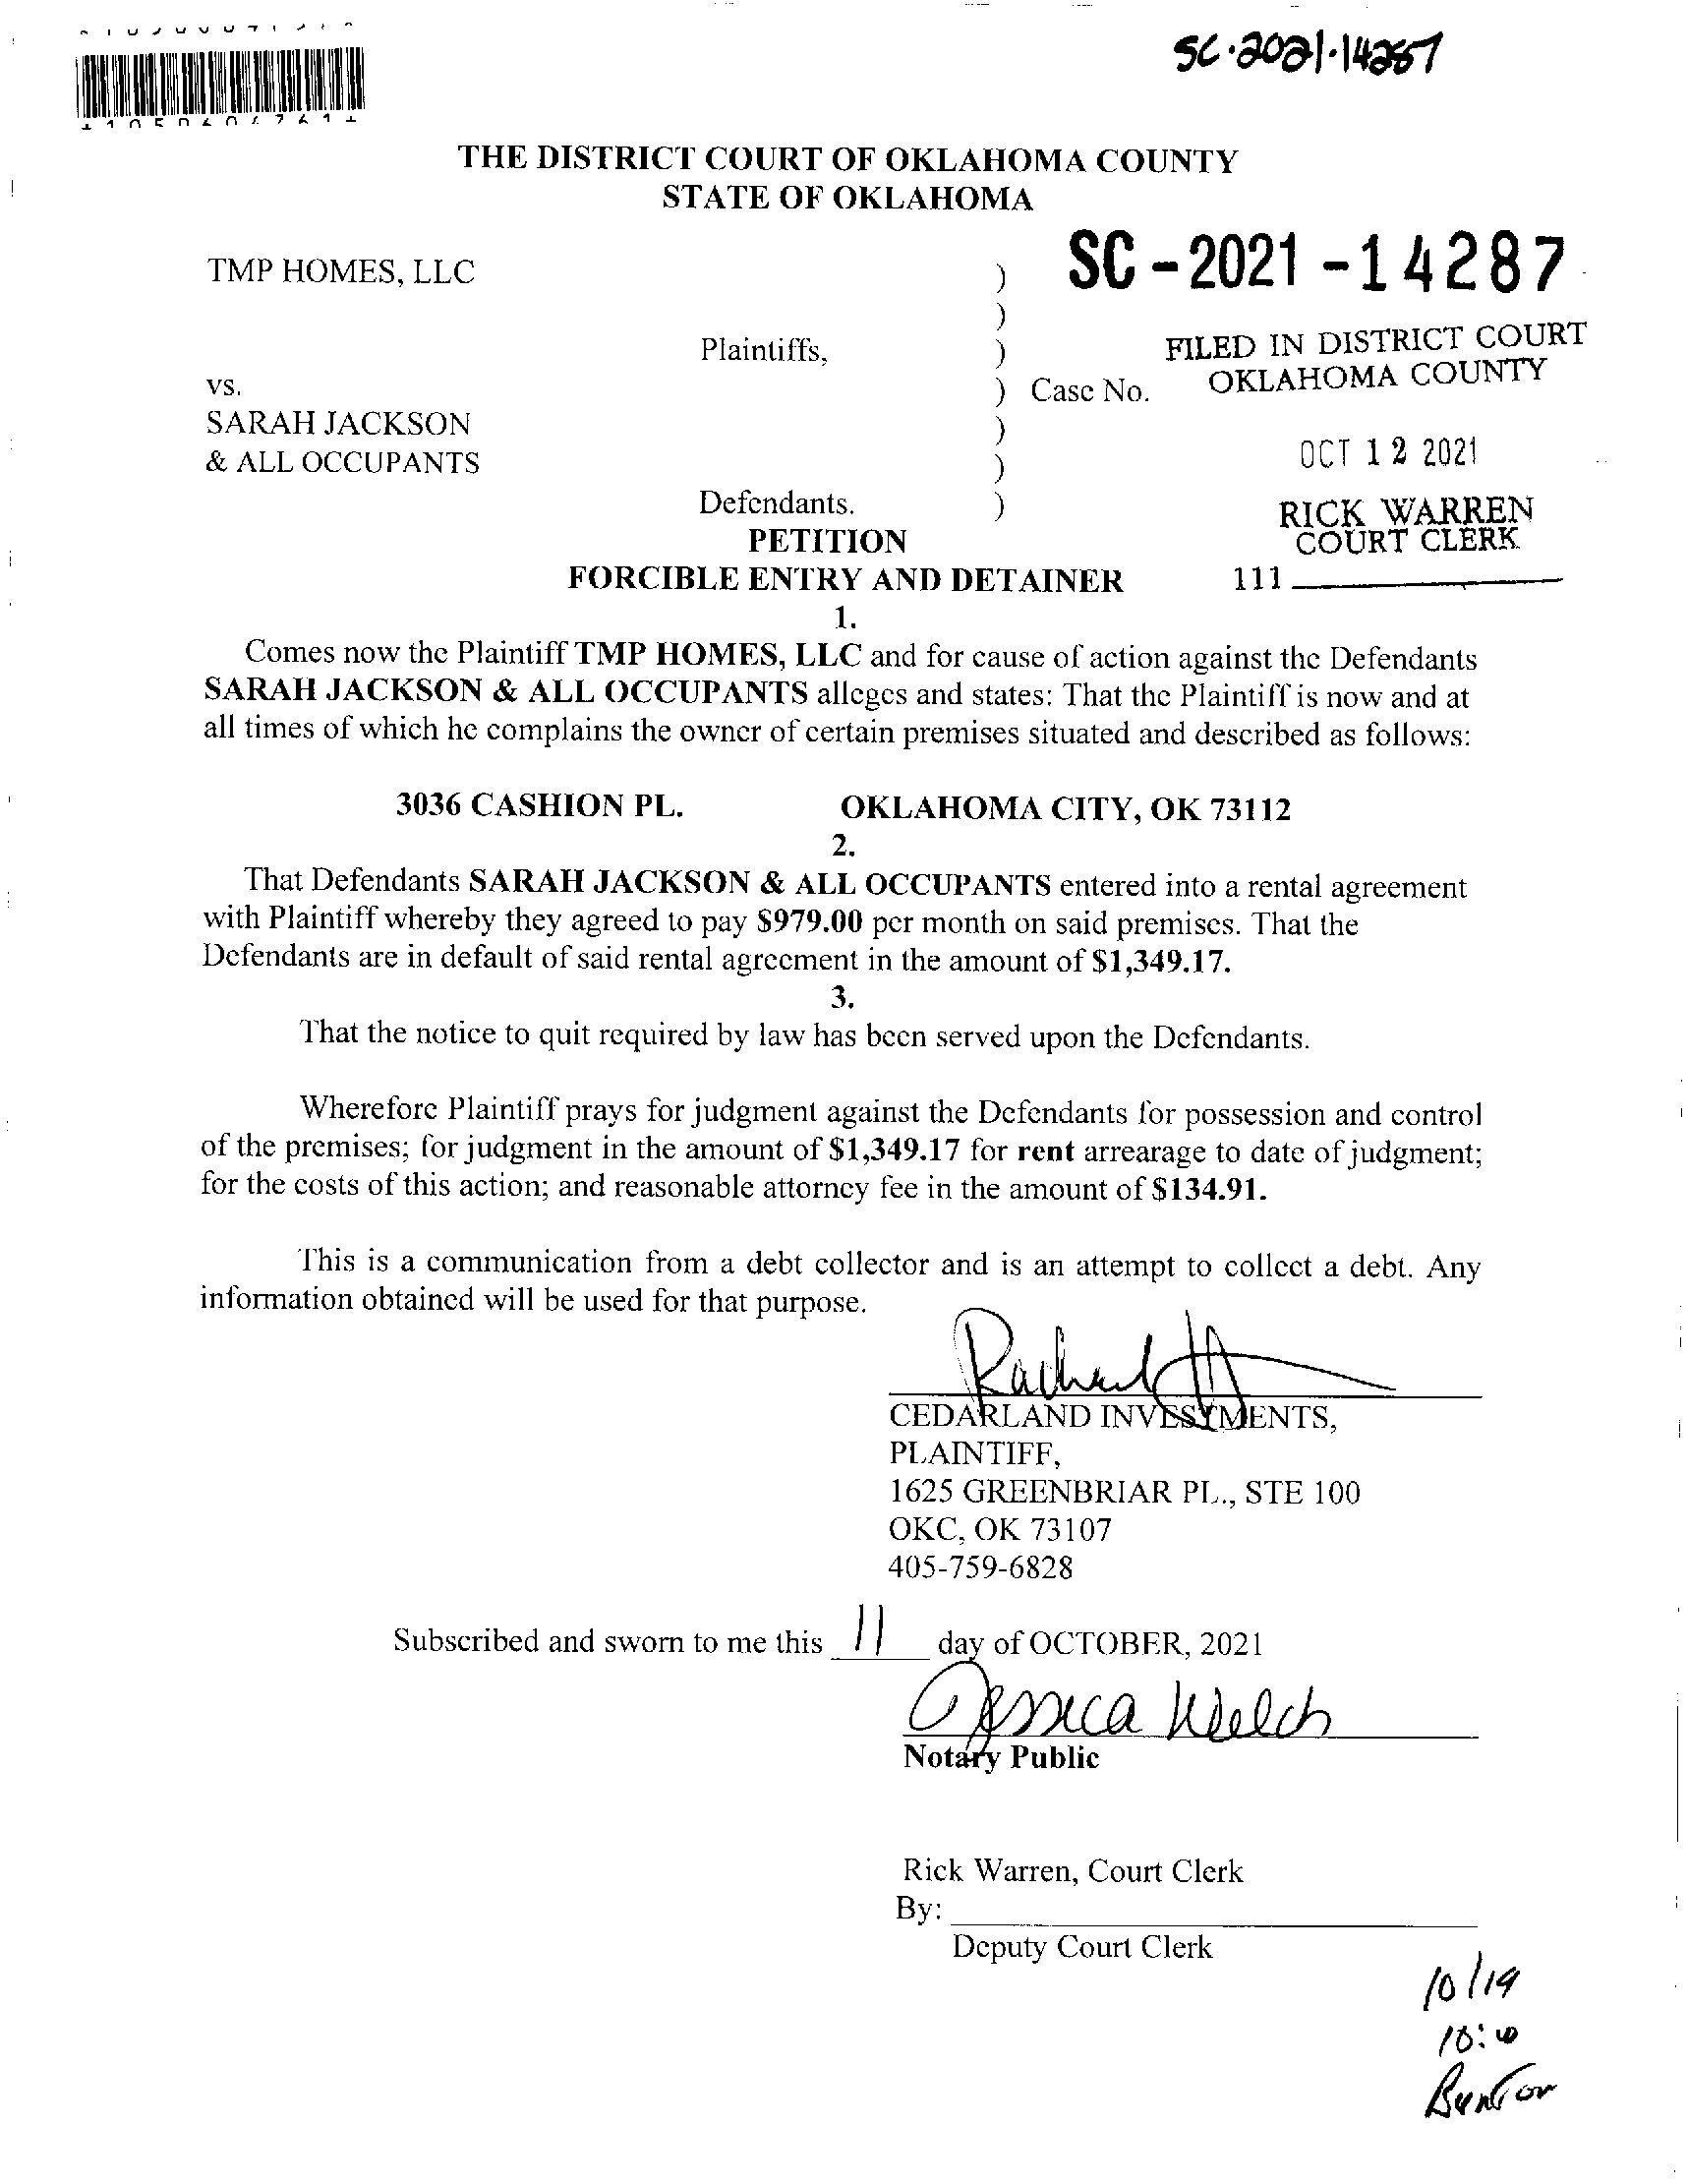 SC-2021-14287
THE DISTRICT COURT OF OKLAHOMA COUNTY
STATE OF OKLAHOMA
TMP HOMES, LLC )
SC-2021-14287
)
Plaintiffs, )
FILED IN DISTRICT COURT
OKLAHOMA COUNTY
vs. ) Case No.
SARAH JACKSON )
& ALL OCCUPANTS )
OCT 12 2021
Defendants. )
RICK WARREN
COURT CLERK
111
PETITION
FORCIBLE ENTRY AND DETAINER
1.
Comes now the Plaintiff TMP HOMES, LLC and for cause of action against the Defendants
SARAH JACKSON & ALL OCCUPANTS alleges and states: That the Plaintiff is now and at
all times of which he complains the owner of certain premises situated and described as follows:
3036 CASHION PL. OKLAHOMA CITY, OK 73112
2.
That Defendants SARAH JACKSON & ALL OCCUPANTS entered into a rental agreement
with Plaintiff whereby they agreed to pay $979.00 per month on said premises. That the
Defendants are in default of said rental agreement in the amount of $1,349.17.
3.
That the notice to quit required by law has been served upon the Defendants.
Wherefore Plaintiff prays for judgment against the Defendants for possession and control
of the premises; for judgment in the amount of $1,349.17 for rent arrearage to date of judgment;
for the costs of this action; and reasonable attorney fee in the amount of $134.91.
This is a communication from a debt collector and is an attempt to collect a debt. Any
information obtained will be used for that purpose.
Rachael
CEDARLAND INVESTMENTS,
PLAINTIFF,
1625 GREENBRIAR PL., STE 100
OKC, OK 73107
405-759-6828
Subscribed and sworn to me this 11 day of OCTOBER, 2021
Jessica Welch
Notary Public
Rick Warren, Court Clerk
By:
Deputy Court Clerk
10/19